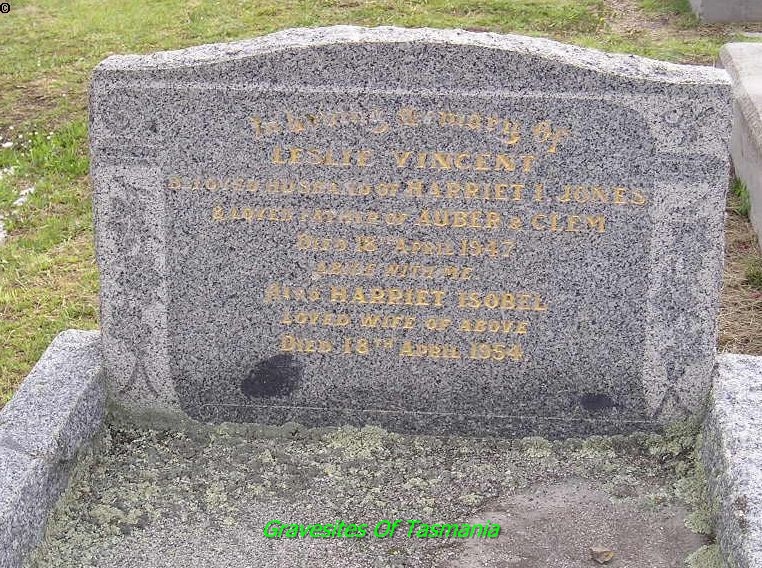 ©
In Loving Memory Of
LESLIE VINCENT
BELOVED HUSBAND OF HARRIET I. JONES
& LOVED FATHER OF AUBER & CLEM
DIED 18TH APRIL 1947
ABIDE WITH ME
ALSO HARRIET ISOBEL
LOVED WIFE OF ABOVE
DIED 18TH APRIL 1954
Gravesites Of Tasmania